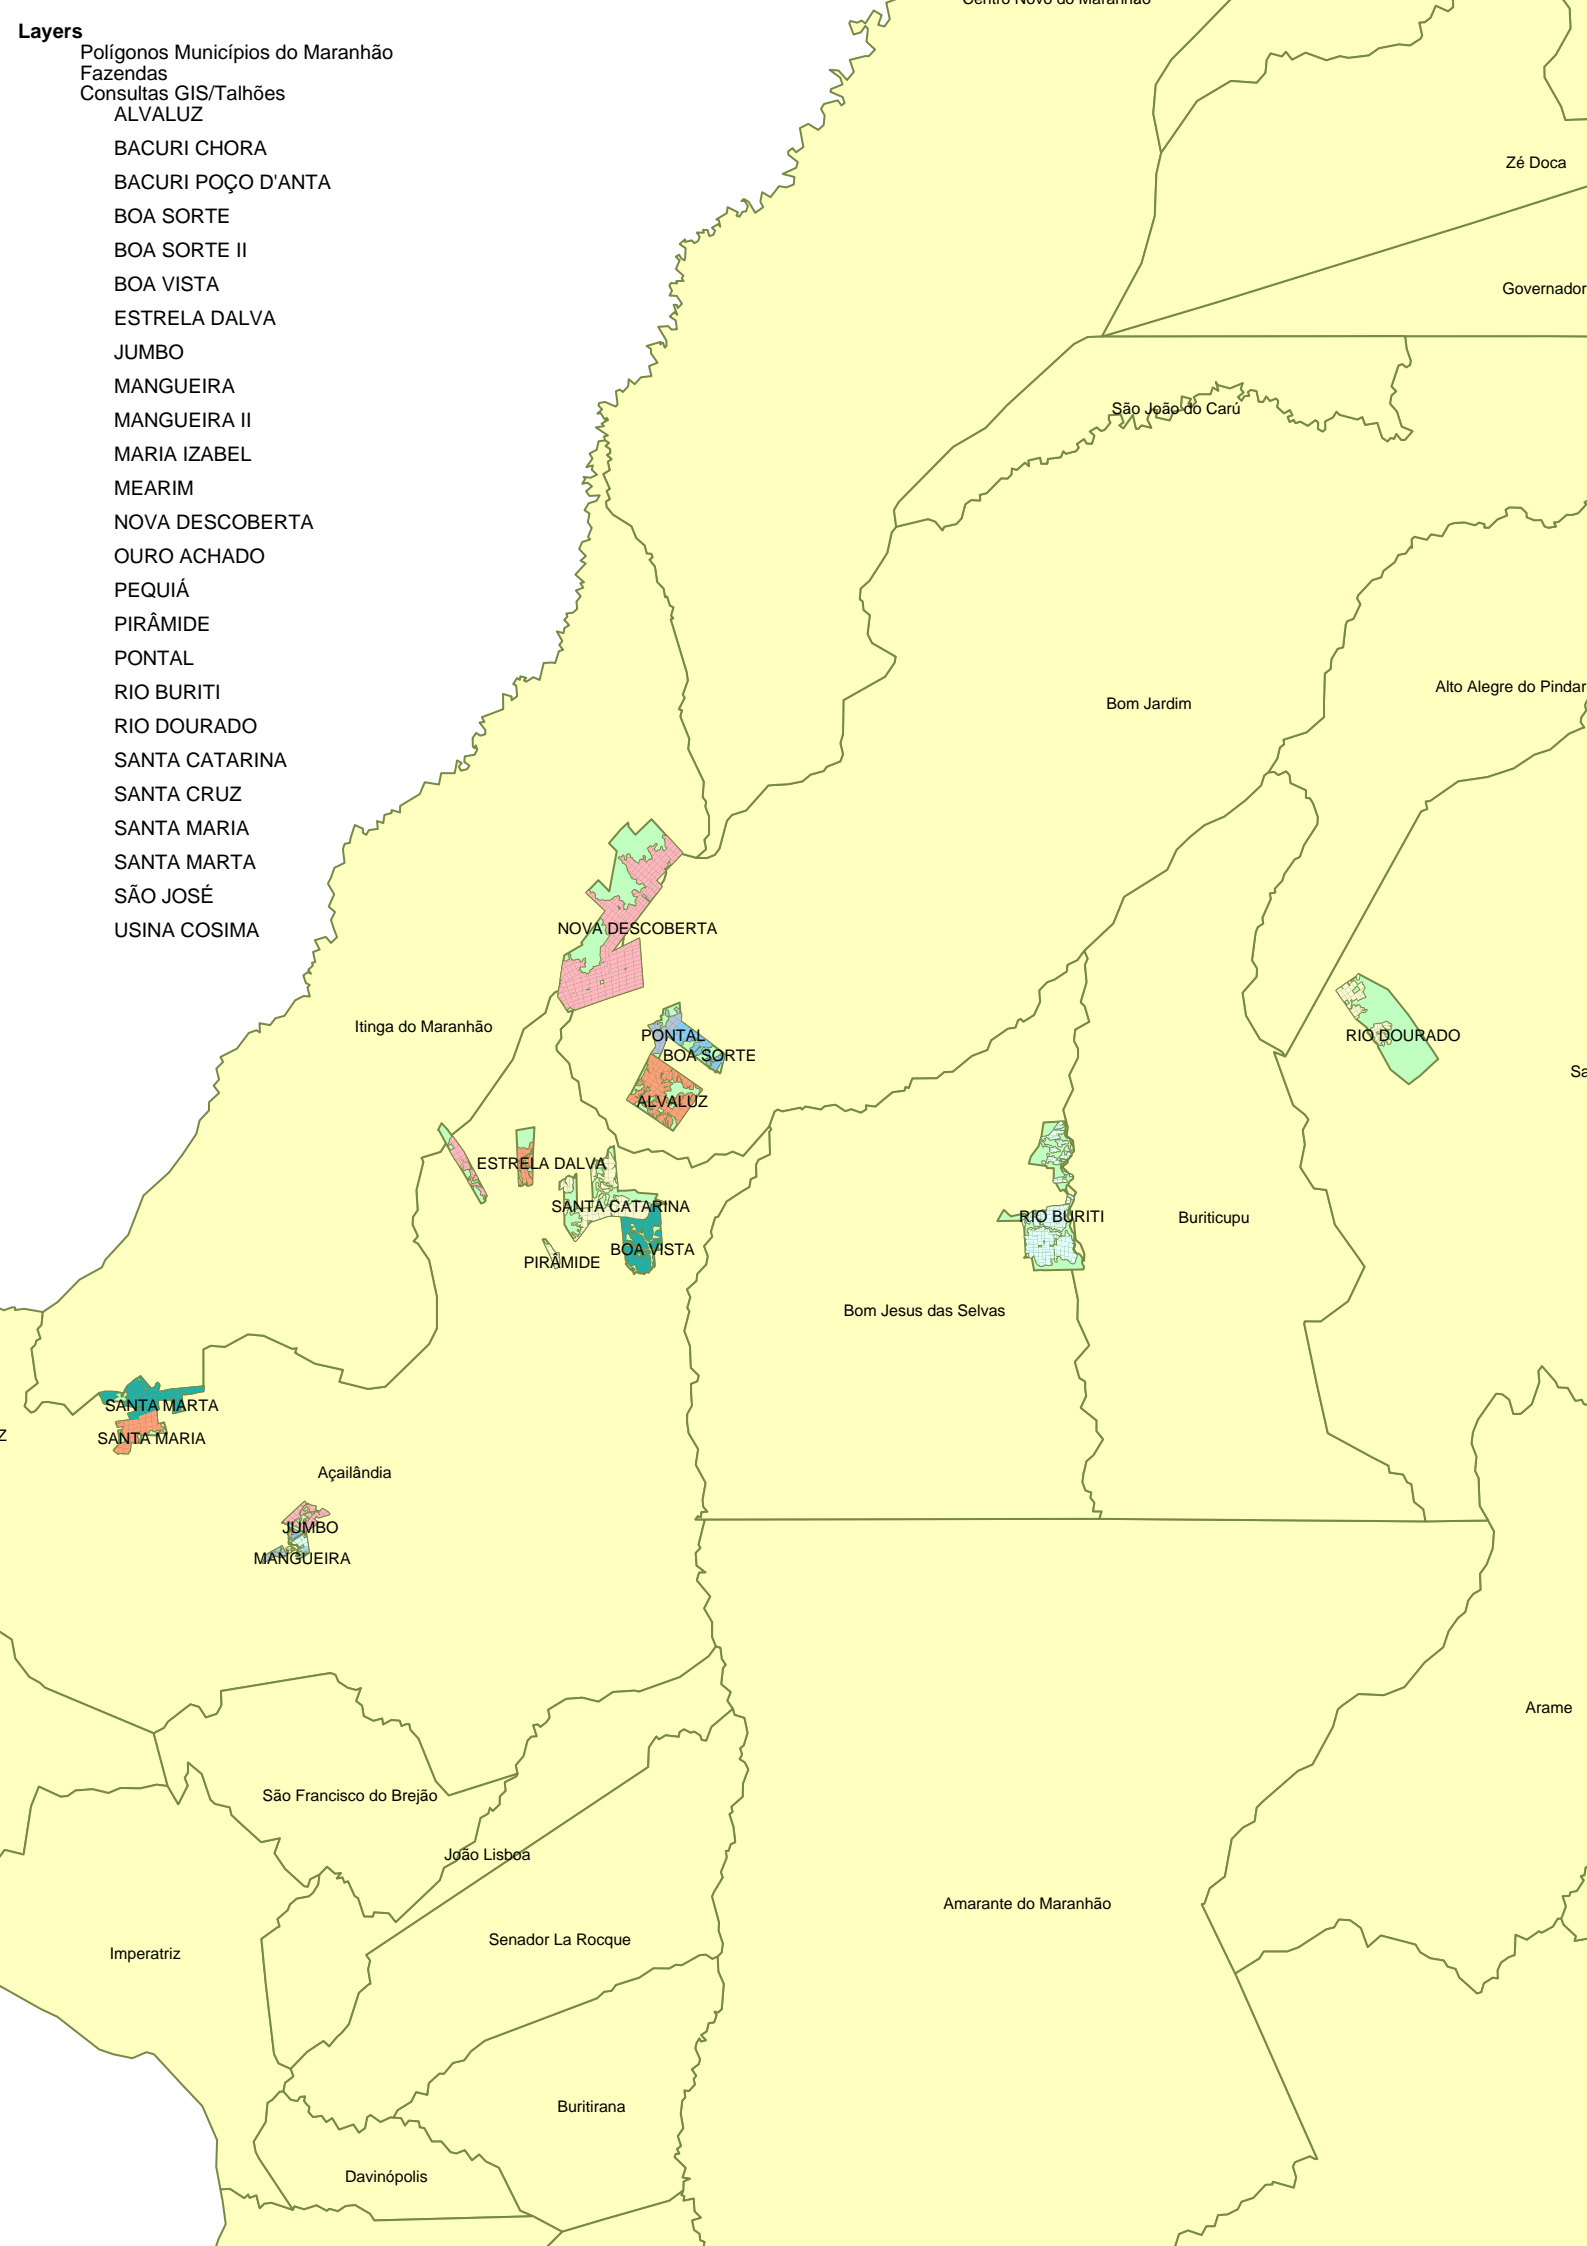 Layers
Polígonos Municípios do Maranhão
Fazendas
Consultas GIS/Talhões
ALVALUZ
BACURI CHORA
BACURI POÇO D'ANTA
BOA SORTE
BOA SORTE II
BOA VISTA
ESTRELA DALVA
JUMBO
MANGUEIRA
MANGUEIRA II
MARIA IZABEL
MEARIM
NOVA DESCOBERTA
OURO ACHADO
PEQUIÁ
PIRÂMIDE
PONTAL
RIO BURITI
RIO DOURADO
SANTA CATARINA
SANTA CRUZ
SANTA MARIA
SANTA MARTA
SÃO JOSÉ
USINA COSIMA
Centro Novo do Maranhão
Zé Doca
Governador
São João do Carú
Alto Alegre do Pindar
Bom Jardim
NOVA DESCOBERTA
Itinga do Maranhão
PONTAL
RIO DOURADO
BOA SORTE
Sa
ALVALUZ
ESTRELA DALVA
SANTA CATARINA
RIO BURITI
Buriticupu
BOA VISTA
PIRÂMIDE
Bom Jesus das Selvas
SANTA MARTA
Z
SANTA MARIA
Açailândia
JUMBO
MANGUEIRA
Arame
São Francisco do Brejão
João Lisboa
Amarante do Maranhão
Senador La Rocque
Imperatriz
Buritirana
Davinópolis